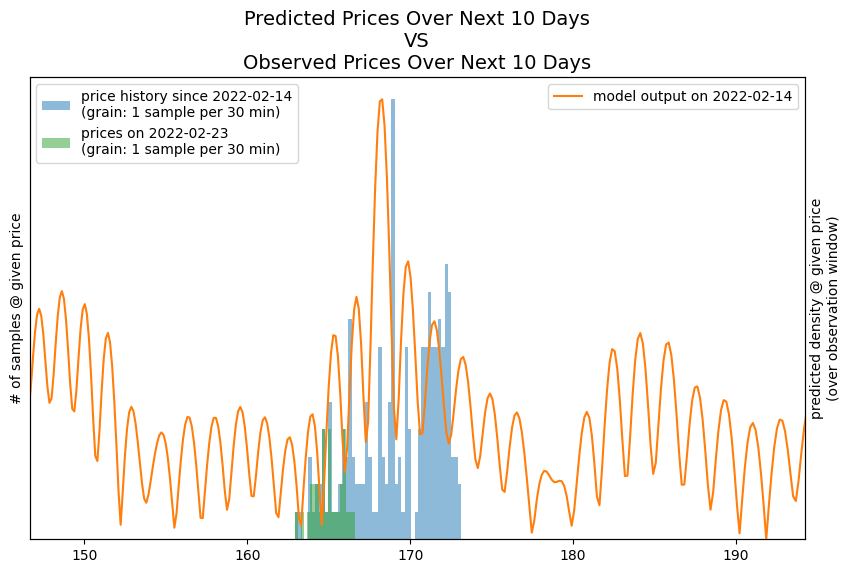 Predicted Prices Over Next 10 Days
VS
Observed Prices Over Next 10 Days
price history since 2022-02-14
(grain: 1 sample per 30 min)
prices on 2022-02-23
(grain: 1 sample per 30 min)
model output on 2022-02-14
# of samples @ given price
predicted density @ given price
(over observation window)
150 160 170 180 190